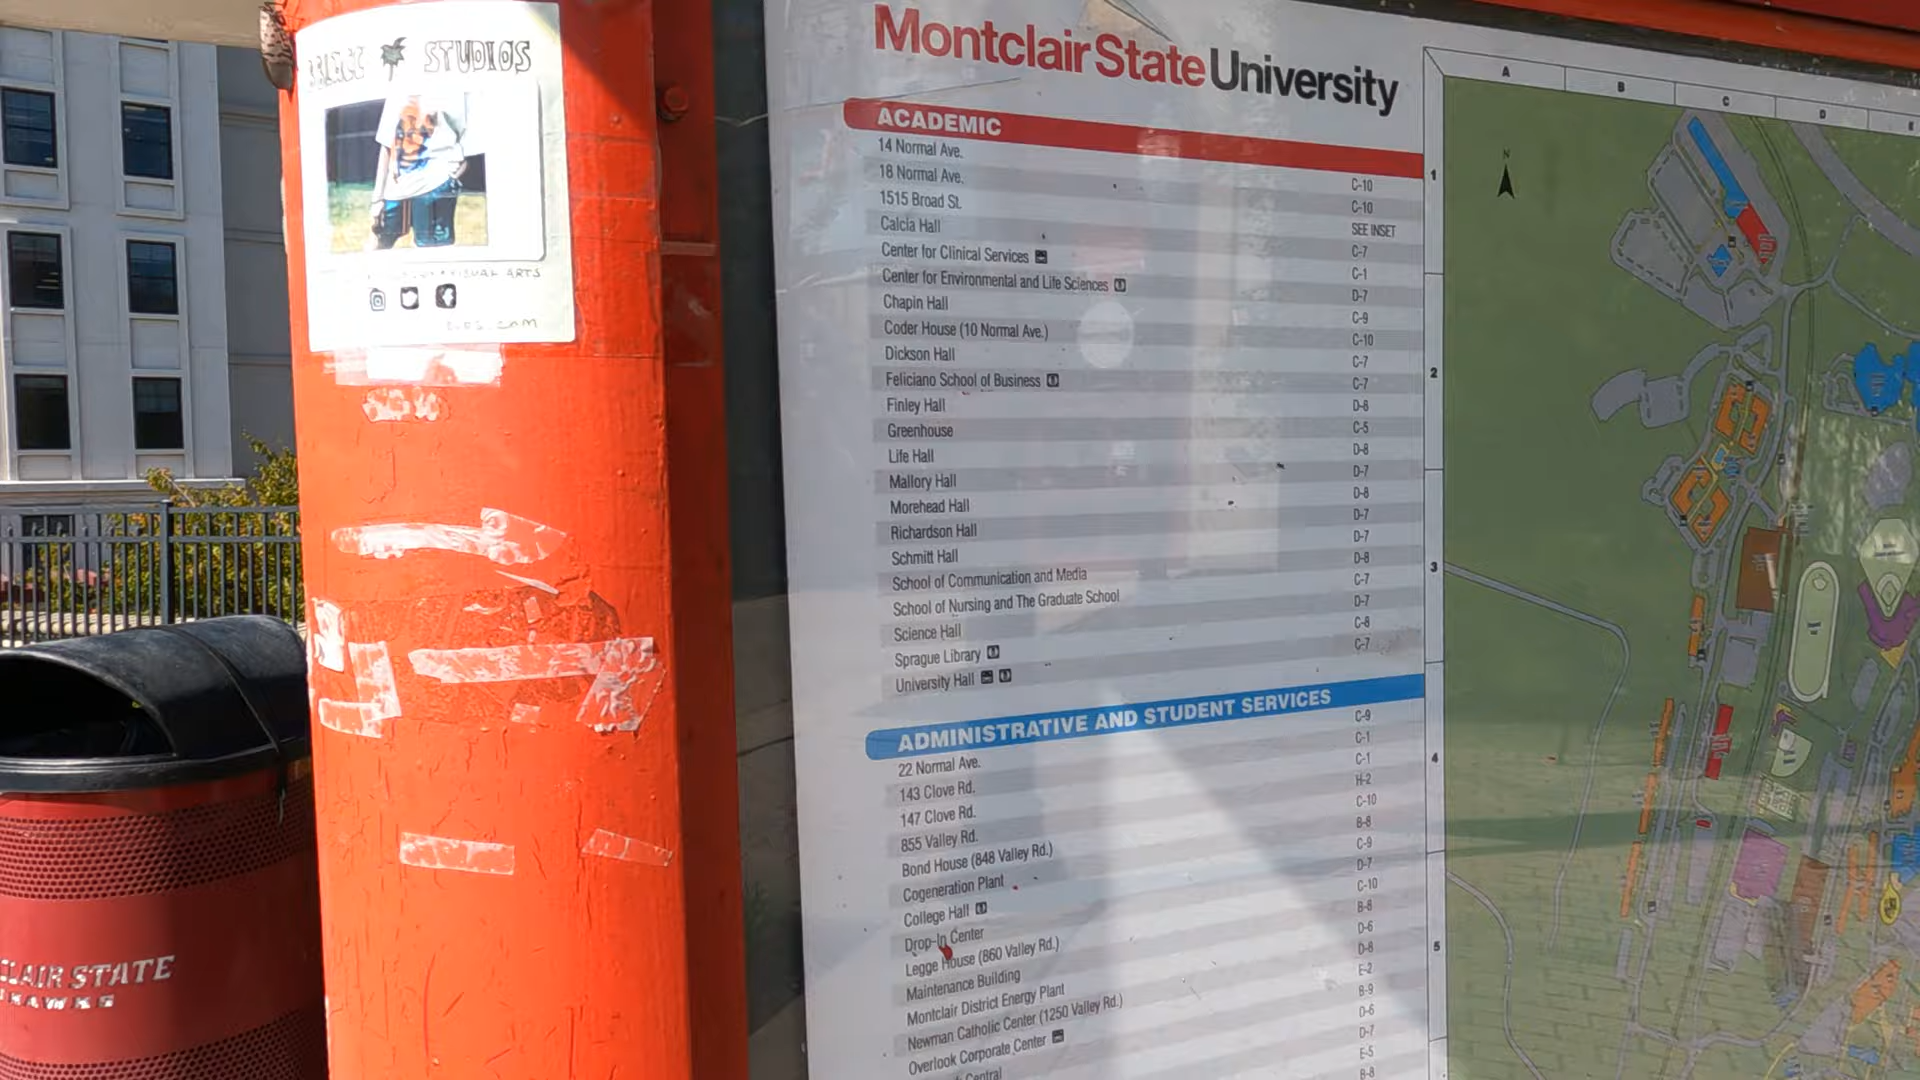 STUDIOS
VISUAL ARTS
CLAIR STATE
HAWKS
Montclair State University
ACADEMIC
14 Normal Ave. C-10
18 Normal Ave. C-10
1515 Broad St. SEE INSET
Calcia Hall C-7
Center for Clinical Services C-1
Center for Environmental and Life Sciences D-7
Chapin Hall C-9
Coder House (10 Normal Ave.) C-10
Dickson Hall C-7
Feliciano School of Business C-7
Finley Hall D-6
Greenhouse C-5
Life Hall D-8
Mallory Hall D-7
Morehead Hall D-8
Richardson Hall D-7
Schmitt Hall D-7
School of Communication and Media D-8
School of Nursing and The Graduate School C-7
Science Hall D-7
Sprague Library C-8
University Hall C-7
ADMINISTRATIVE AND STUDENT SERVICES
22 Normal Ave. C-9
143 Clove Rd. C-1
147 Clove Rd. C-1
855 Valley Rd. H-2
Bond House (848 Valley Rd.) C-10
Cogeneration Plant B-8
College Hall C-9
Drop-In Center D-7
Legge House (860 Valley Rd.) C-10
Maintenance Building B-8
Montclair District Energy Plant D-6
Newman Catholic Center (1250 Valley Rd.) D-8
Overlook Corporate Center E-2
Central B-9
D-6
D-7
E-5
B-8
A B C D E
N
1
2
3
4
5